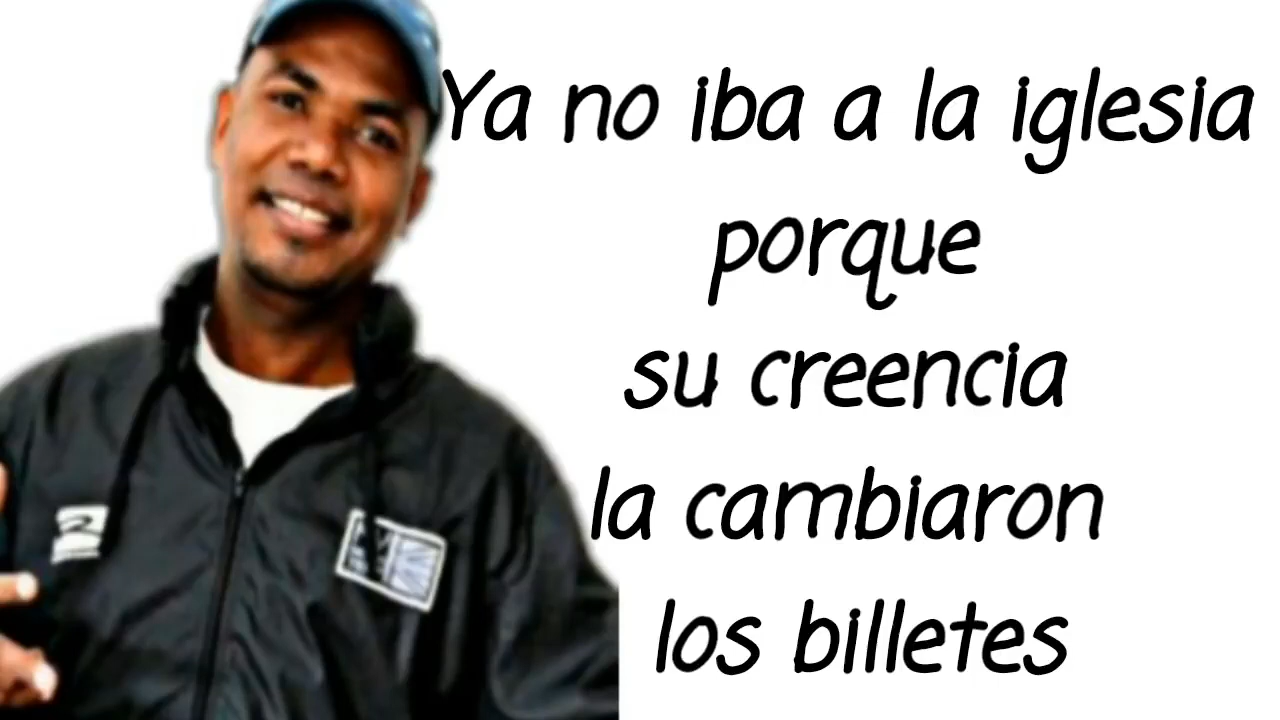 Ya no iba a la iglesia
porque
su creencia
la cambiaron
los billetes